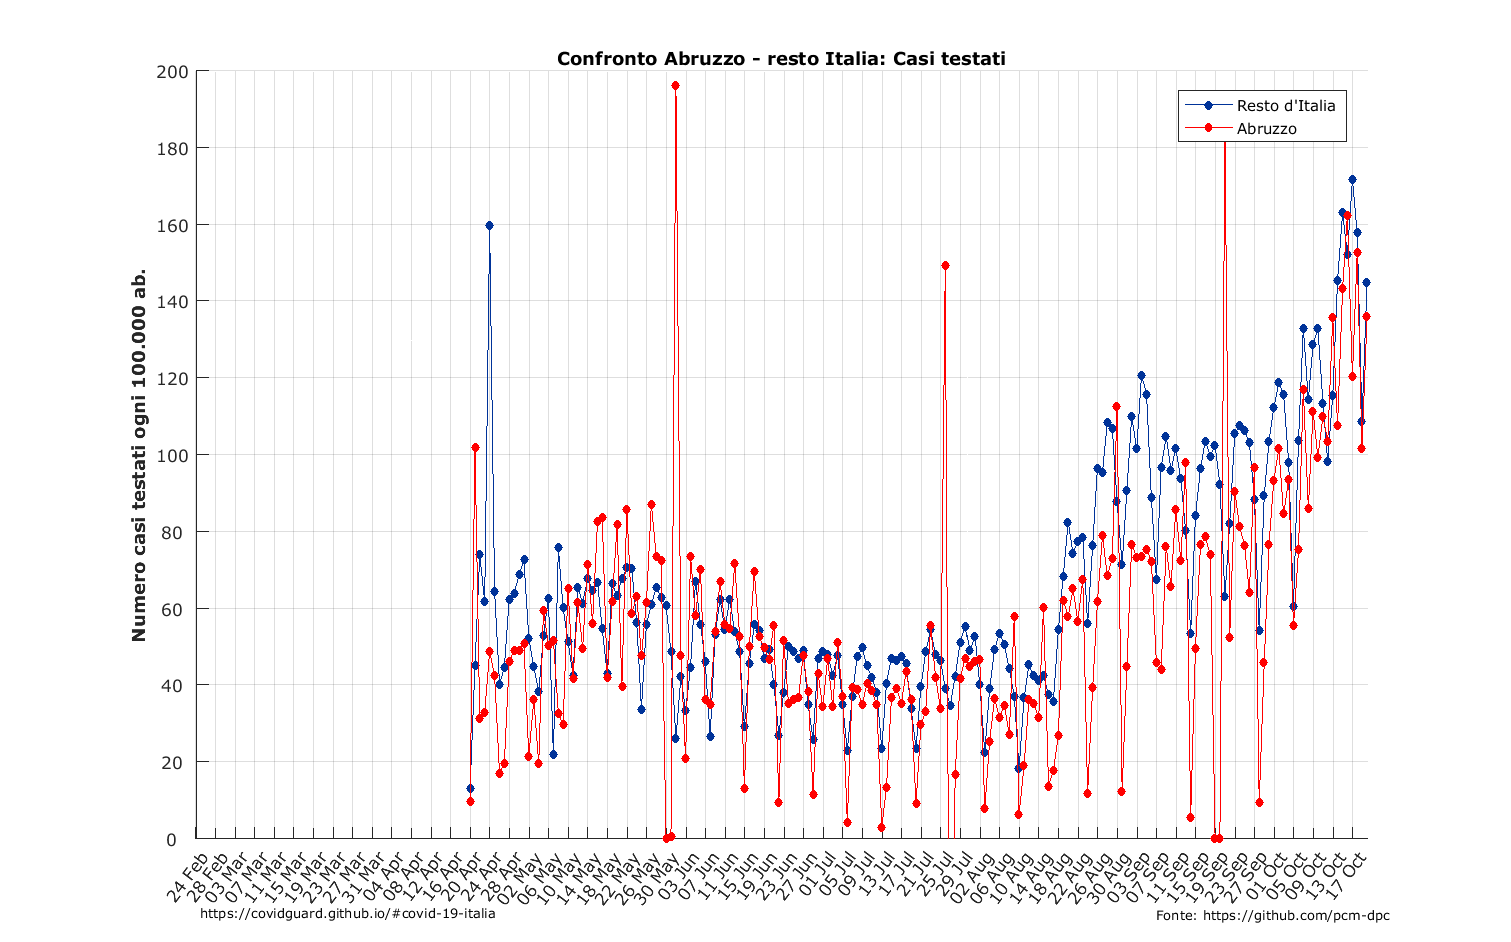 Confronto Abruzzo - resto Italia: Casi testati
Resto d'Italia
Abruzzo
Numero casi testati ogni 100.000 ab.
200
180
160
140
120
100
80
60
40
20
0
24 Feb
28 Feb
03 Mar
07 Mar
11 Mar
15 Mar
19 Mar
23 Mar
27 Mar
31 Mar
04 Apr
08 Apr
12 Apr
16 Apr
20 Apr
24 Apr
28 Apr
02 May
06 May
10 May
14 May
18 May
22 May
26 May
30 May
03 Jun
07 Jun
11 Jun
15 Jun
19 Jun
23 Jun
27 Jun
01 Jul
05 Jul
09 Jul
13 Jul
17 Jul
21 Jul
25 Jul
29 Jul
02 Aug
06 Aug
10 Aug
14 Aug
18 Aug
22 Aug
26 Aug
30 Aug
03 Sep
07 Sep
11 Sep
15 Sep
19 Sep
23 Sep
27 Sep
01 Oct
05 Oct
09 Oct
13 Oct
17 Oct
https://covidguard.github.io/#covid-19-italia
Fonte: https://github.com/pcm-dpc